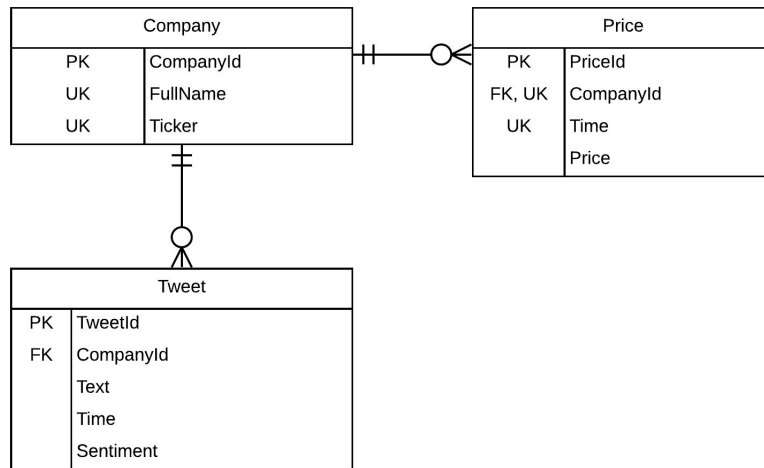 Company
PK CompanyId
UK FullName
UK Ticker
Price
PK PriceId
FK, UK CompanyId
UK Time
Price
Tweet
PK TweetId
FK CompanyId
Text
Time
Sentiment